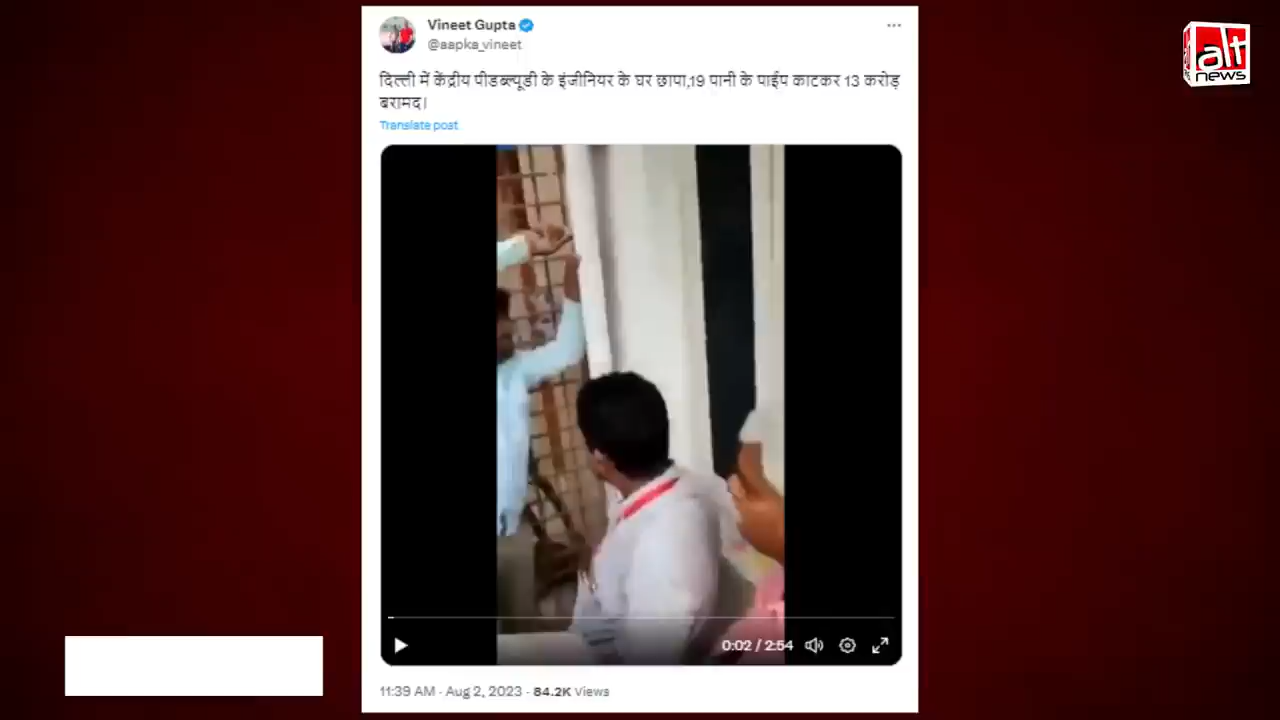 Vineet Gupta
@aapka_vineet
दिल्ली में केंद्रीय पीडब्ल्यूडी के इंजीनियर के घर छापा,19 पानी के पाईप काटकर 13 करोड़
बरामद।
Translate post
0:02 / 2:54
11:39 AM · Aug 2, 2023 · 84.2K Views
alt
news